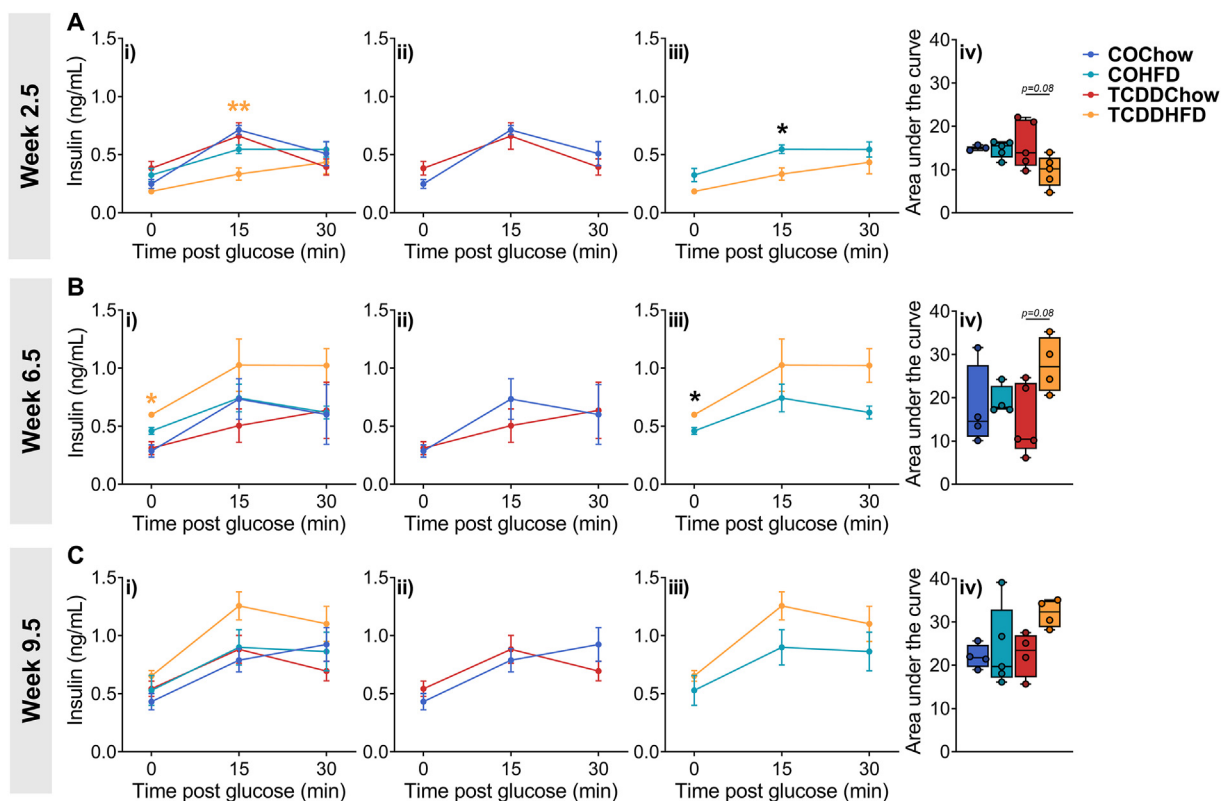 Week 2.5
A
i)
Insulin (ng/mL)
1.5
1.0
0.5
0.0
**
0 15 30
Time post glucose (min)
ii)
1.5
1.0
0.5
0.0
0 15 30
Time post glucose (min)
iii)
1.5
1.0
0.5
0.0
*
0 15 30
Time post glucose (min)
iv)
Area under the curve
40
30
20
10
0
p=0.08
COChow
COHFD
TCDDChow
TCDDHFD
Week 6.5
B
i)
Insulin (ng/mL)
1.5
1.0
0.5
0.0
*
0 15 30
Time post glucose (min)
ii)
1.5
1.0
0.5
0.0
0 15 30
Time post glucose (min)
iii)
1.5
1.0
0.5
0.0
*
0 15 30
Time post glucose (min)
iv)
Area under the curve
40
30
20
10
0
p=0.08
Week 9.5
C
i)
Insulin (ng/mL)
1.5
1.0
0.5
0.0
0 15 30
Time post glucose (min)
ii)
1.5
1.0
0.5
0.0
0 15 30
Time post glucose (min)
iii)
1.5
1.0
0.5
0.0
0 15 30
Time post glucose (min)
iv)
Area under the curve
40
30
20
10
0